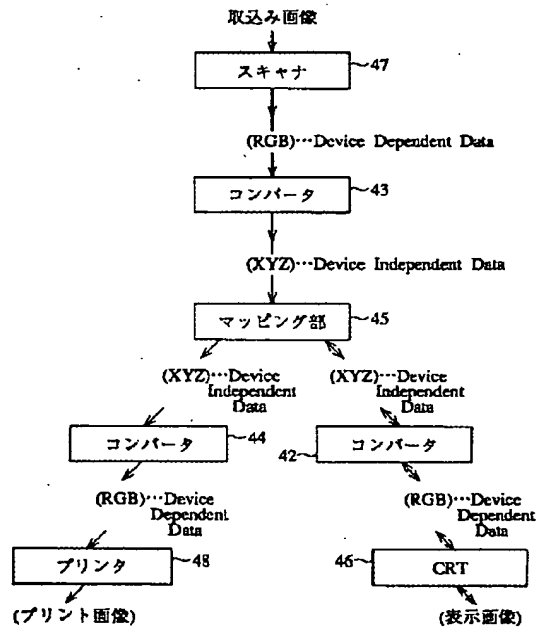 取込み画像
スキャナ
47
(RGB)…Device Dependent Data
コンバータ
43
(XYZ)…Device Independent Data
マッピング部
45
(XYZ)…Device
Independent
Data
(XYZ)…Device
Independent
Data
コンバータ
44
42
コンバータ
(RGB)…Device
Dependent
Data
(RGB)…Device
Dependent
Data
プリンタ
48
46
CRT
(プリント画像)
(表示画像)